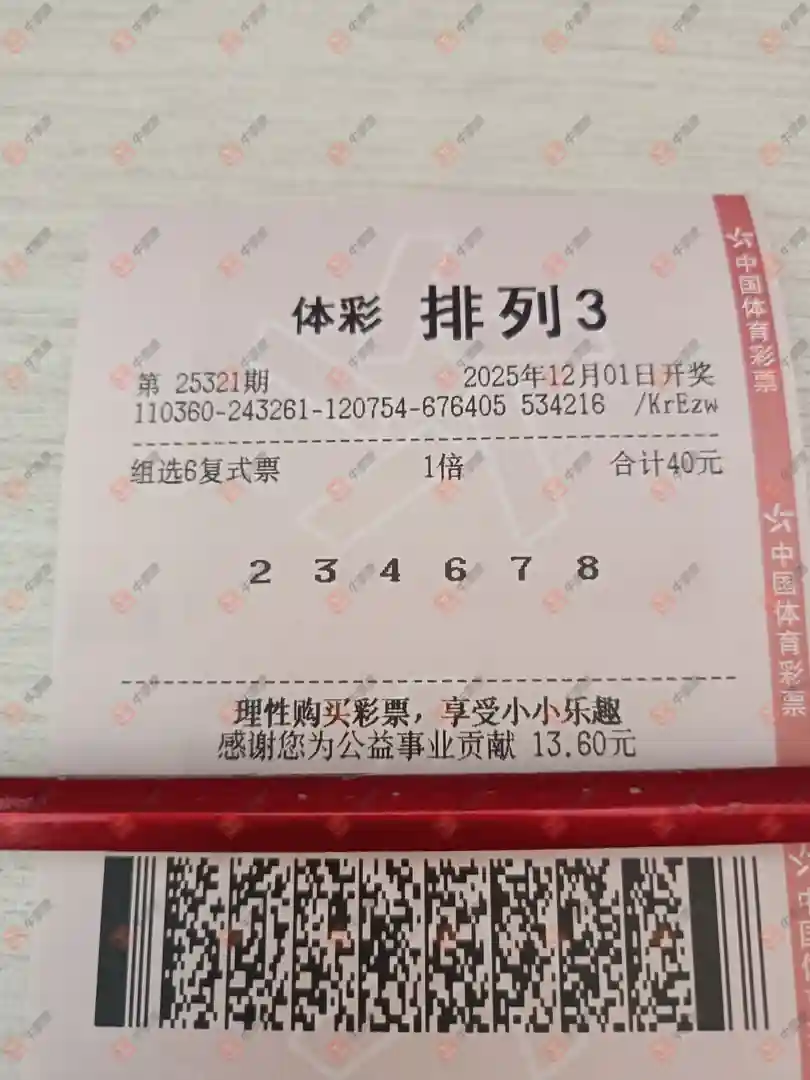 体彩 排列3
第 25321期 2025年12月01日开奖
110360-243261-120754-676405 534216 /KrEzw
组选6复式票 1倍 合计40元
2 3 4 6 7 8
理性购买彩票，享受小小乐趣
感谢您为公益事业贡献 13.60元
中国体育彩票
中国体育彩票
中国体